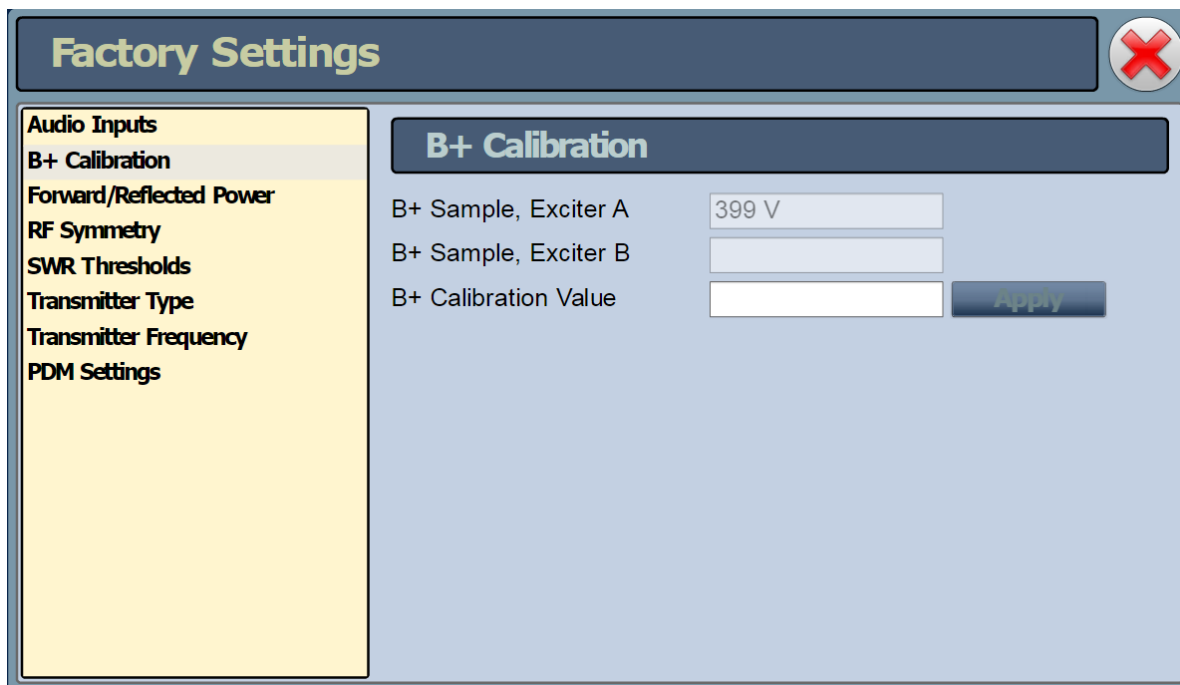 Factory Settings
Audio Inputs
B+ Calibration
Forward/Reflected Power
RF Symmetry
SWR Thresholds
Transmitter Type
Transmitter Frequency
PDM Settings
B+ Calibration
B+ Sample, Exciter A 399 V
B+ Sample, Exciter B
B+ Calibration Value Apply